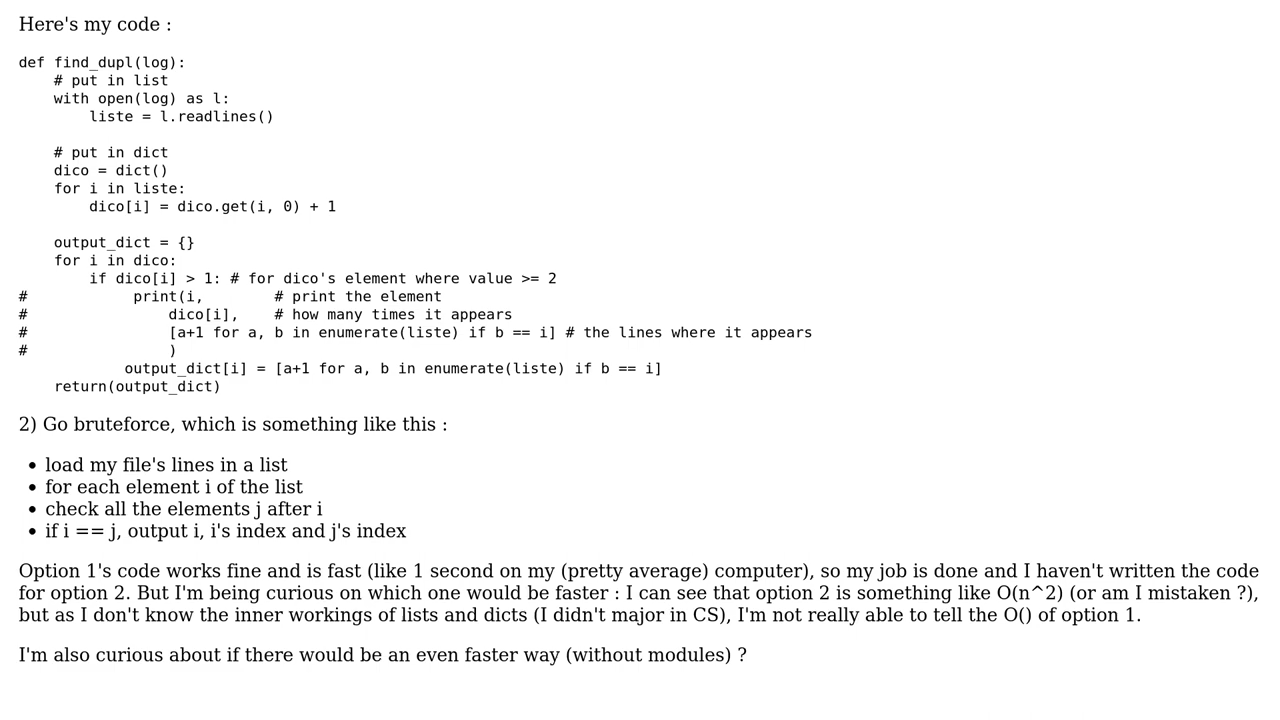 Here's my code :
def find_dupl(log):
    # put in list
    with open(log) as l:
        liste = l.readlines()

    # put in dict
    dico = dict()
    for i in liste:
        dico[i] = dico.get(i, 0) + 1

    output_dict = {}
    for i in dico:
        if dico[i] > 1: # for dico's element where value >= 2
#            print(i,        # print the element
#                dico[i],    # how many times it appears
#                [a+1 for a, b in enumerate(liste) if b == i] # the lines where it appears
#                )
            output_dict[i] = [a+1 for a, b in enumerate(liste) if b == i]
    return(output_dict)
2) Go bruteforce, which is something like this :
• load my file's lines in a list
• for each element i of the list
• check all the elements j after i
• if i == j, output i, i's index and j's index
Option 1's code works fine and is fast (like 1 second on my (pretty average) computer), so my job is done and I haven't written the code
for option 2. But I'm being curious on which one would be faster : I can see that option 2 is something like O(n^2) (or am I mistaken ?),
but as I don't know the inner workings of lists and dicts (I didn't major in CS), I'm not really able to tell the O() of option 1.
I'm also curious about if there would be an even faster way (without modules) ?